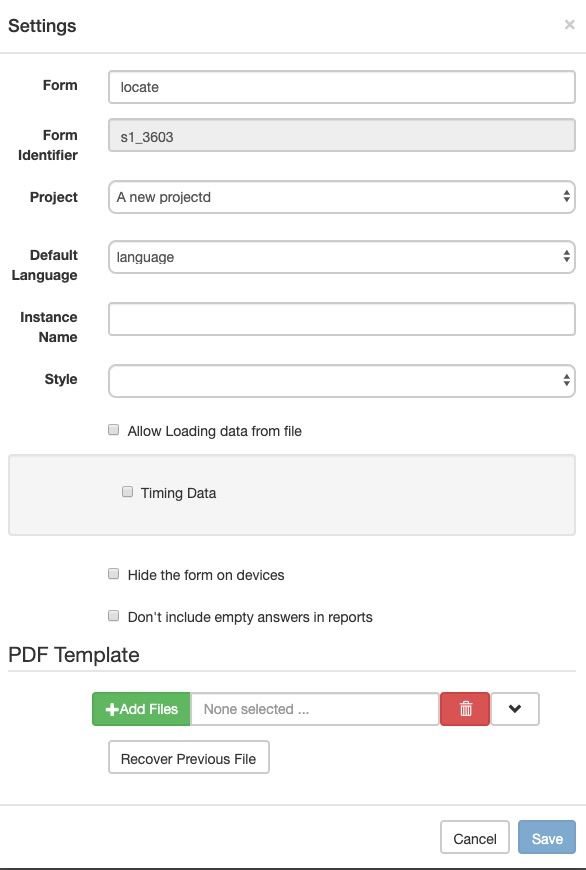 Settings
×
Form
locate
Form
Identifier
s1_3603
Project
A new projectd
Default
Language
language
Instance
Name
Style
Allow Loading data from file
Timing Data
Hide the form on devices
Don't include empty answers in reports
PDF Template
+Add Files
None selected ...
Recover Previous File
Cancel
Save